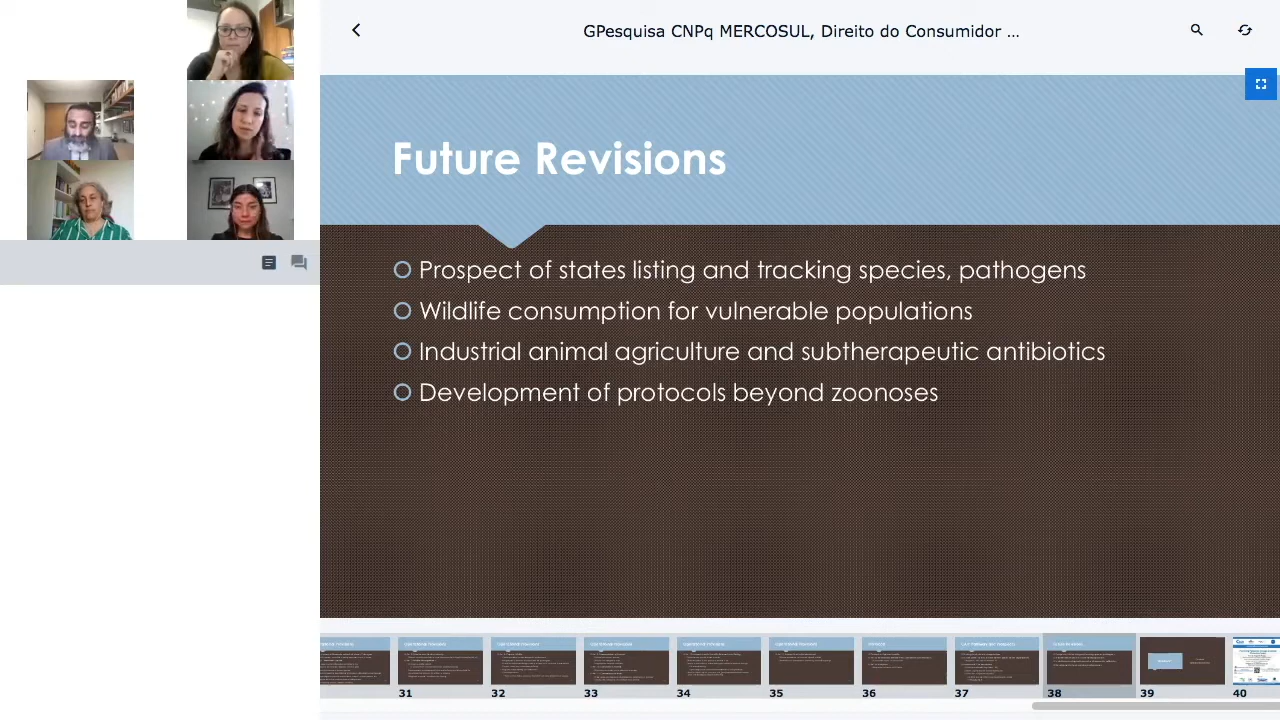 GPesquisa CNPq MERCOSUL, Direito do Consumidor ...
Future Revisions
Prospect of states listing and tracking species, pathogens
Wildlife consumption for vulnerable populations
Industrial animal agriculture and subtherapeutic antibiotics
Development of protocols beyond zoonoses
31 32 33 34 35 36 37 38 39 40